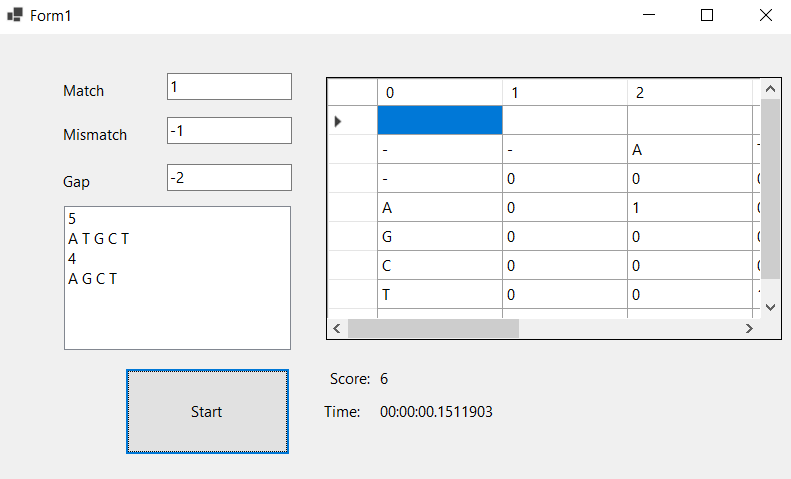 Form1
Match 1
Mismatch -1
Gap -2
5
A T G C T
4
A G C T
Start
0 1 2
- - A
- 0 0
A 0 1
G 0 0
C 0 0
T 0 0
Score: 6
Time: 00:00:00.1511903